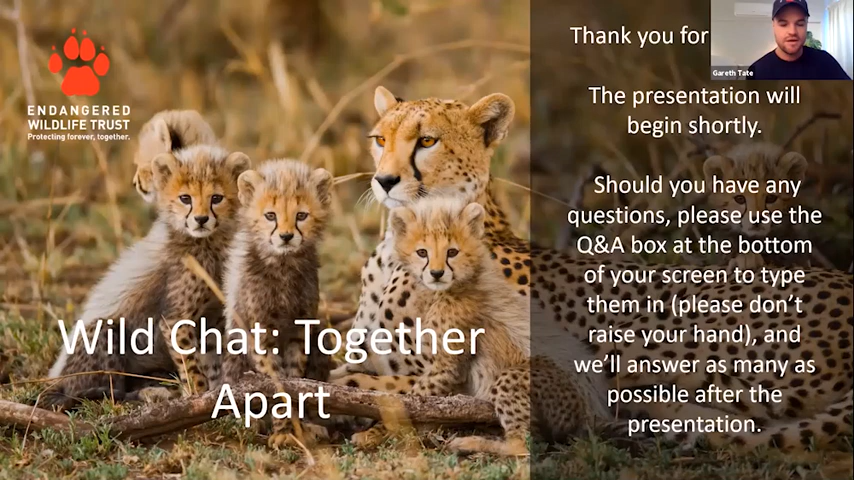 ENDANGERED
WILDLIFE TRUST
Protecting forever, together.
Wild Chat: Together
Apart
Thank you for
Gareth Tate
The presentation will
begin shortly.
Should you have any
questions, please use the
Q&A box at the bottom
of your screen to type
them in (please don’t
raise your hand), and
we’ll answer as many as
possible after the
presentation.